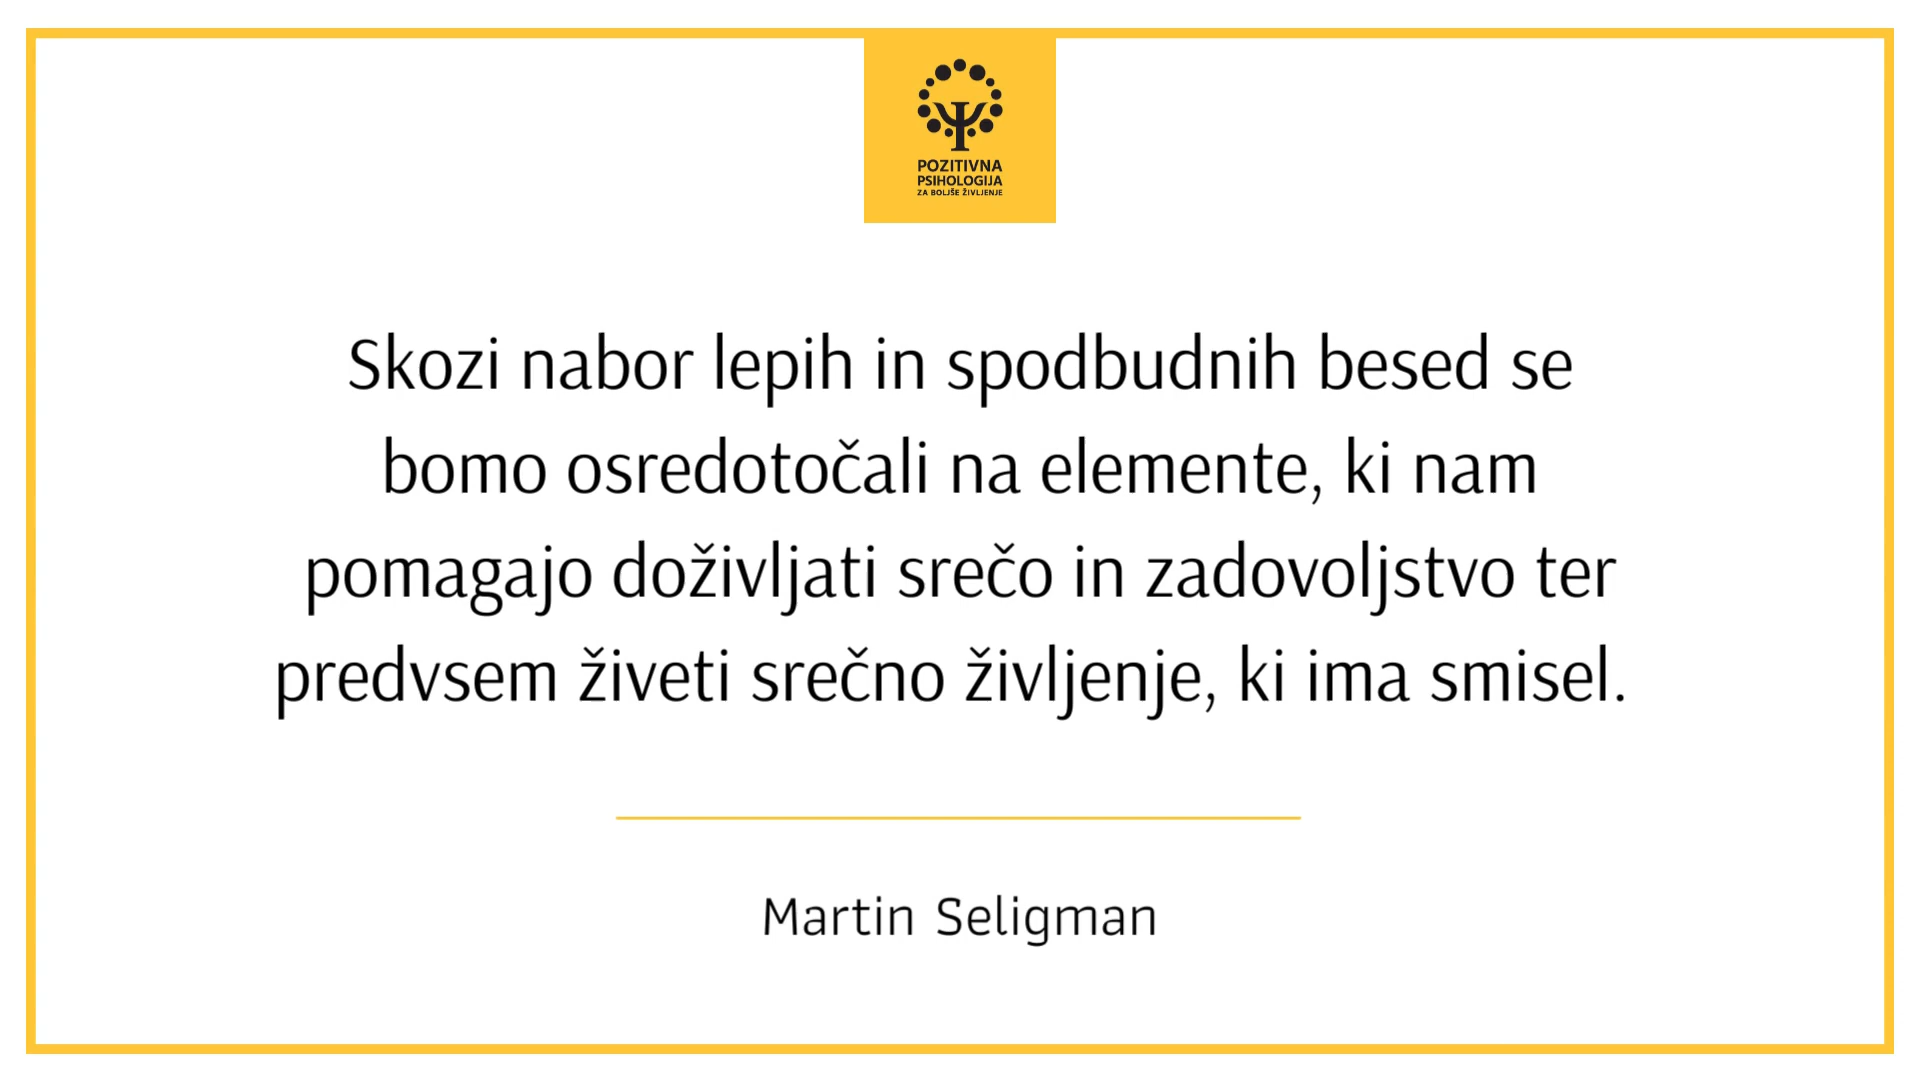 POZITIVNA
PSIHOLOGIJA
ZA BOLJŠE ŽIVLJENJE
Skozi nabor lepih in spodbudnih besed se
bomo osredotočali na elemente, ki nam
pomagajo doživljati srečo in zadovoljstvo ter
predvsem živeti srečno življenje, ki ima smisel.
Martin Seligman